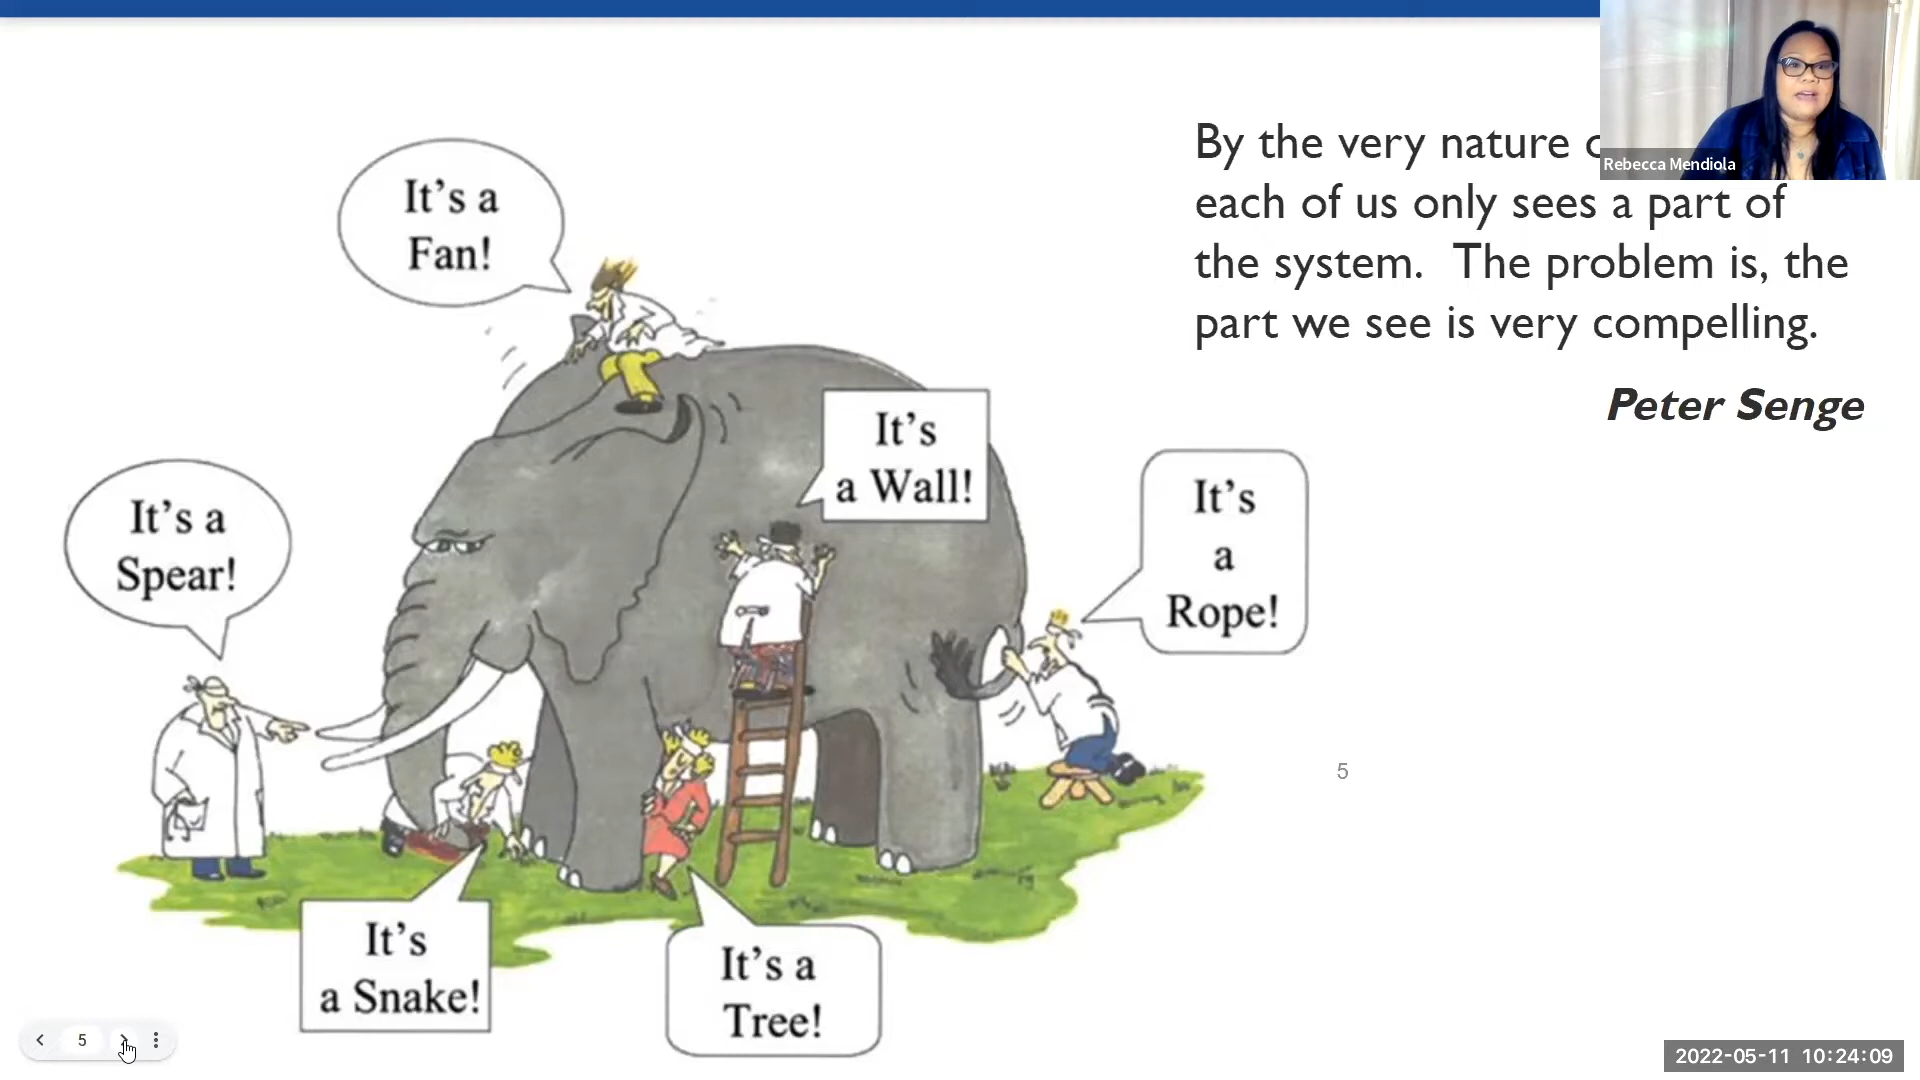 Rebecca Mendiola
By the very nature
each of us only sees a part of
the system. The problem is, the
part we see is very compelling.
Peter Senge
It's a
Fan!
It's
a Wall!
It's
a
Rope!
It's a
Spear!
It's
a Snake!
It's a
Tree!
5
5
2022-05-11 10:24:09